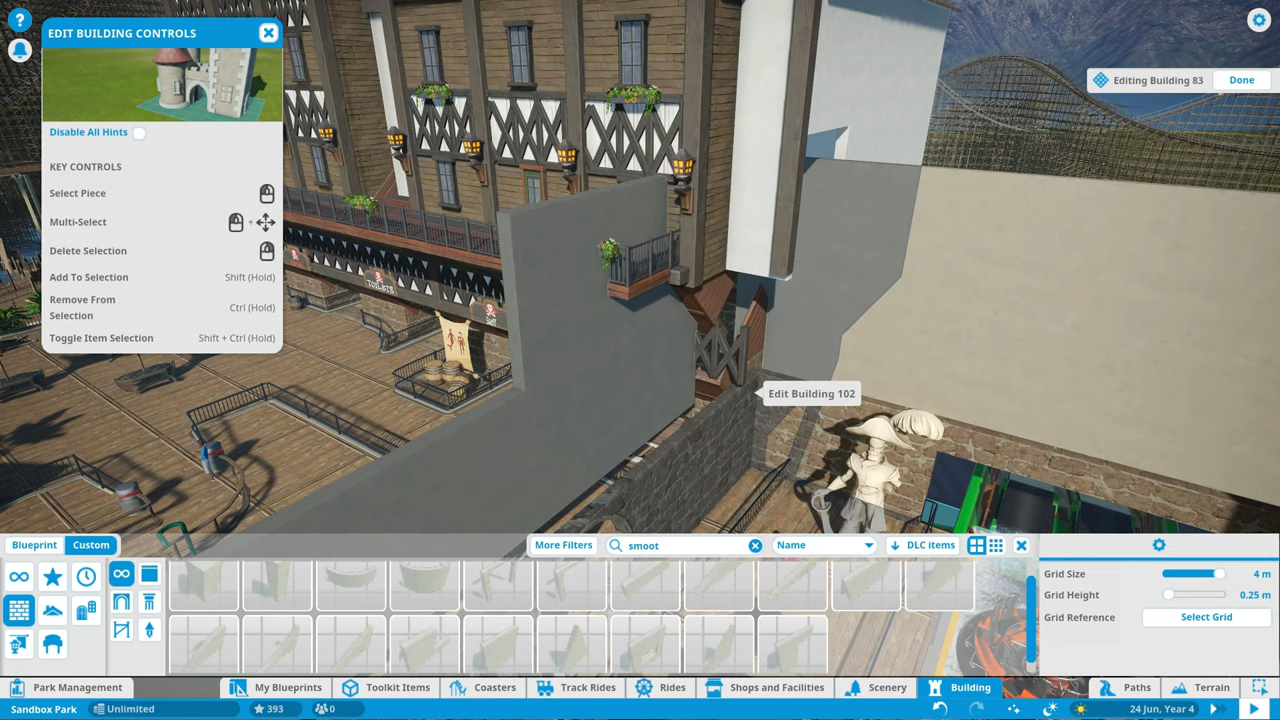 ?
EDIT BUILDING CONTROLS
Disable All Hints
KEY CONTROLS
Select Piece
Multi-Select
+
Delete Selection
Add To Selection Shift (Hold)
Remove From
Selection Ctrl (Hold)
Toggle Item Selection Shift + Ctrl (Hold)
Editing Building 83 Done
TOILETS
Edit Building 102
Blueprint Custom More Filters smoot Name DLC items
Grid Size 4 m
Grid Height 0.25 m
Grid Reference Select Grid
Park Management My Blueprints Toolkit Items Coasters Track Rides Rides Shops and Facilities Scenery Building Paths Terrain
Sandbox Park Unlimited 393 0 24 Jun, Year 4